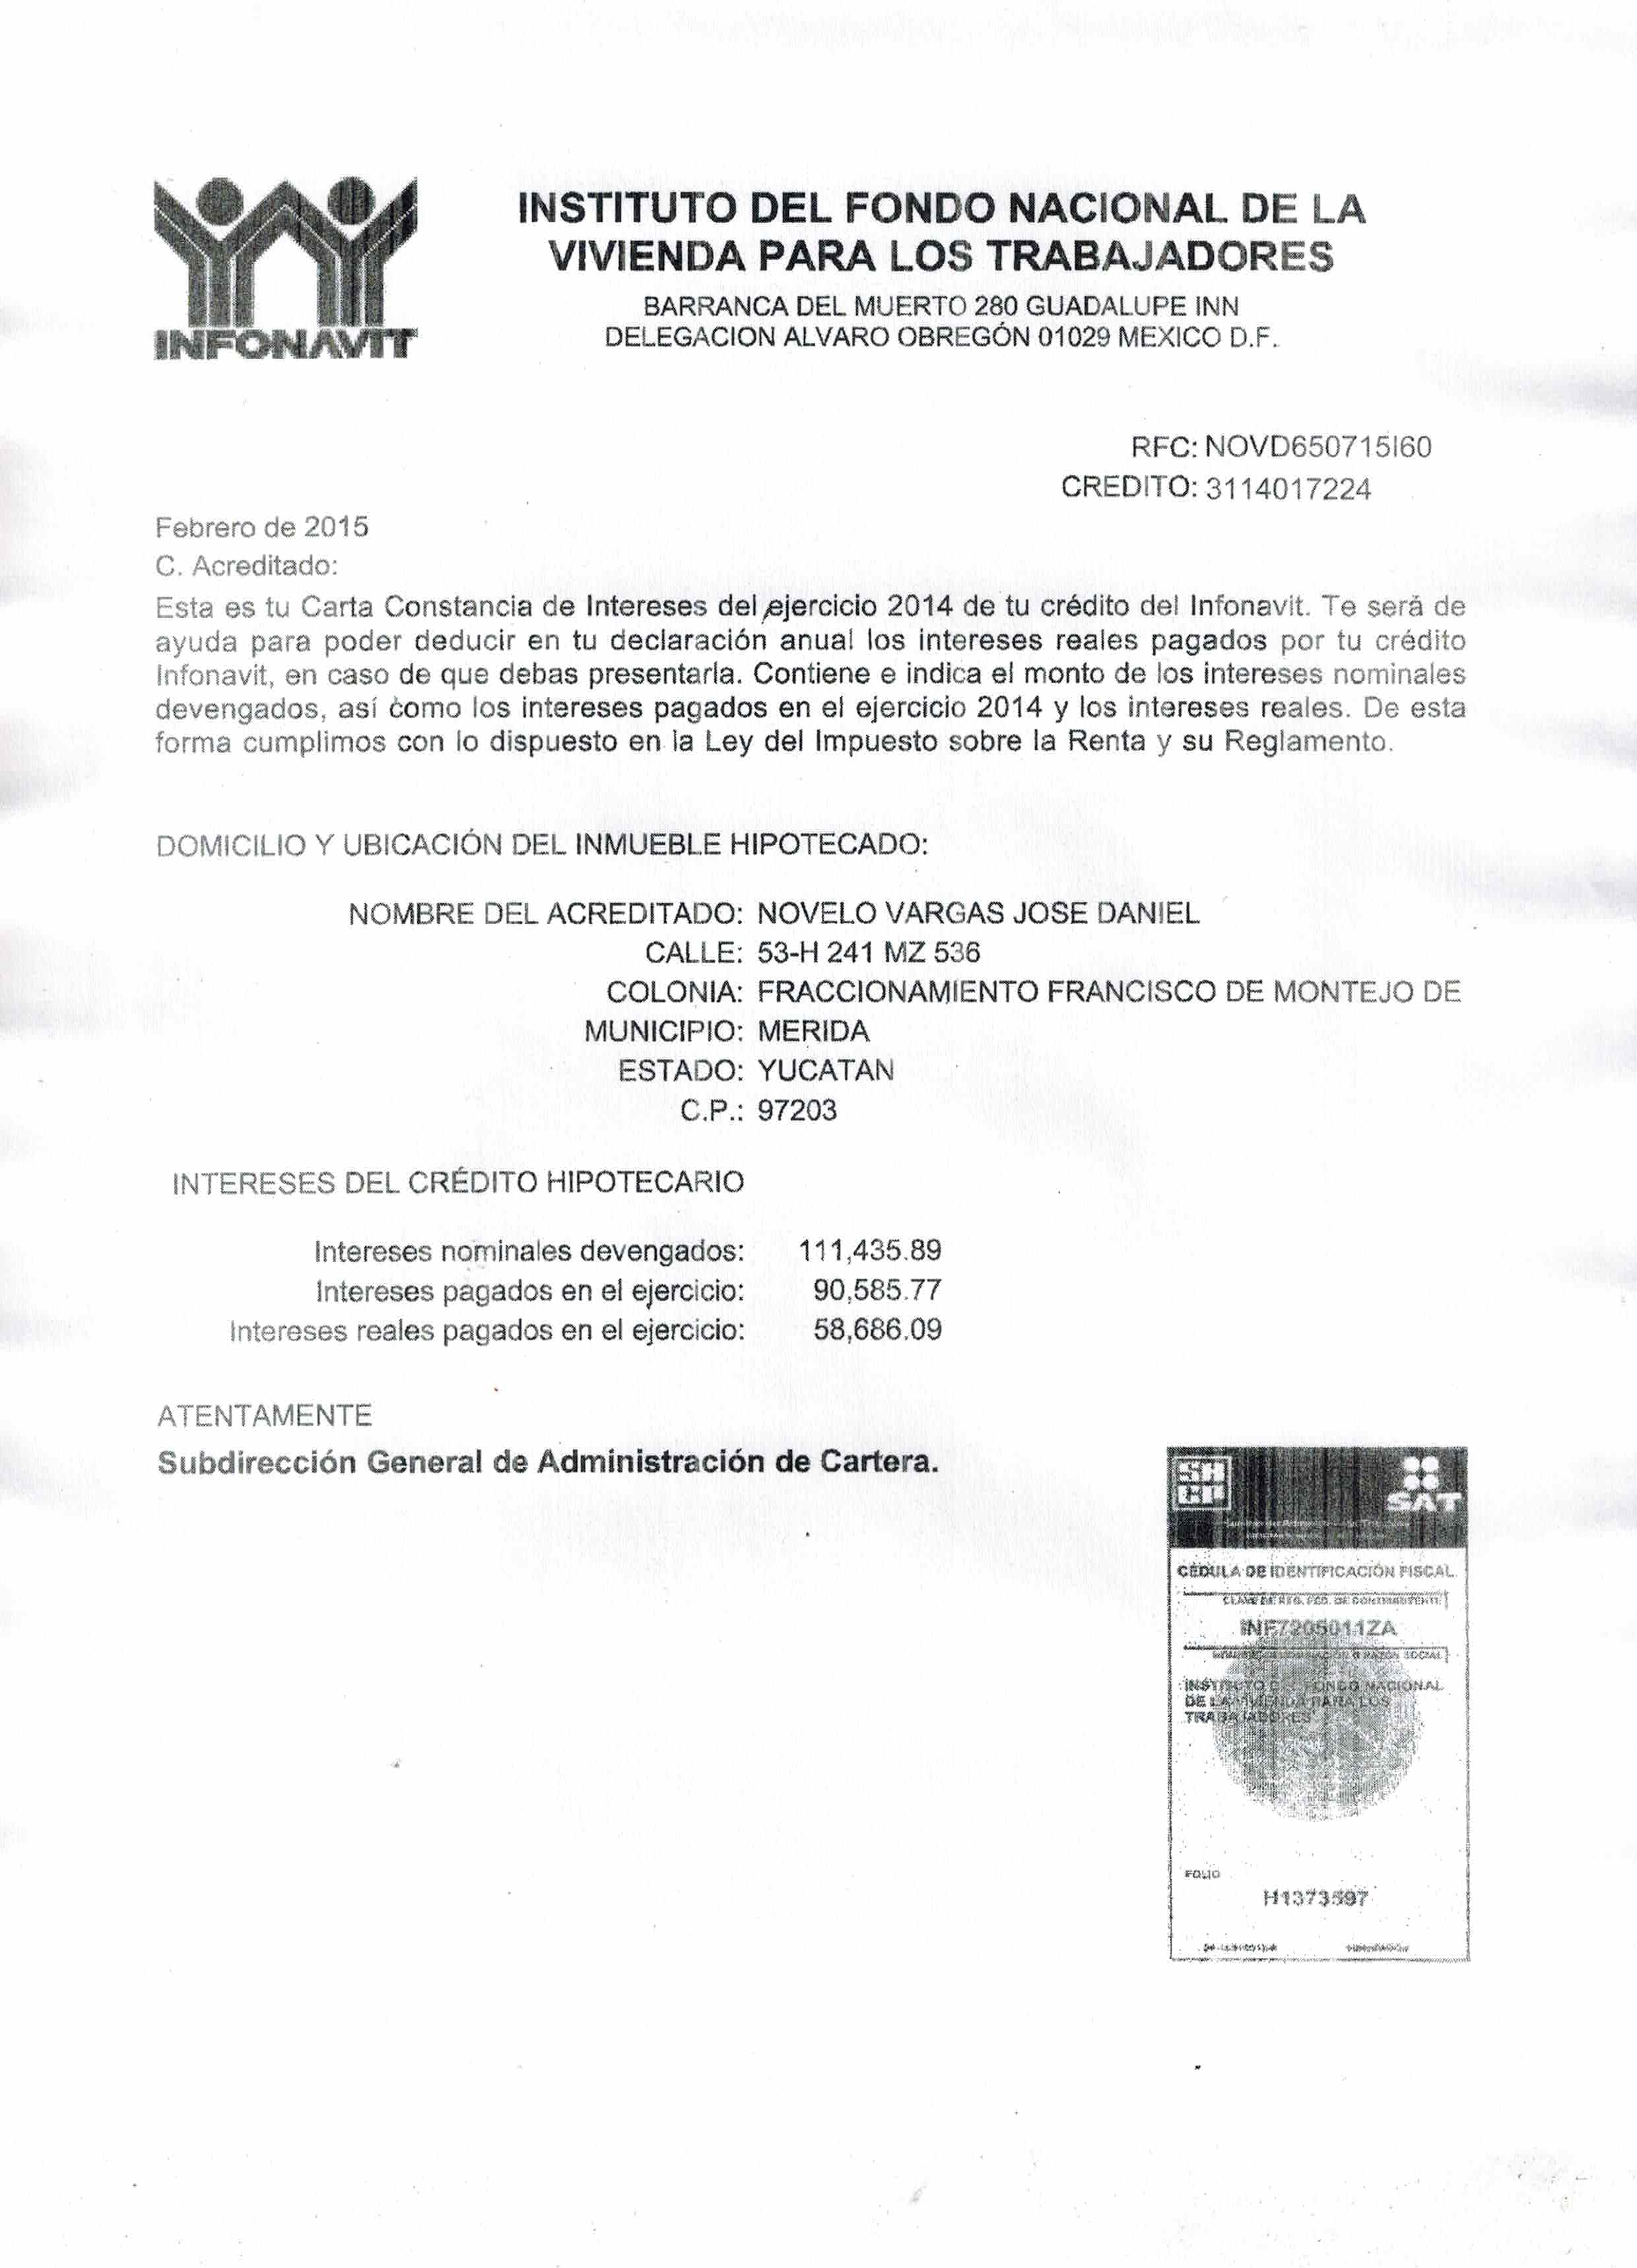 INFONAVIT
INSTITUTO DEL FONDO NACIONAL DE LA
VIVIENDA PARA LOS TRABAJADORES
BARRANCA DEL MUERTO 280 GUADALUPE INN
DELEGACION ALVARO OBREGÓN 01029 MEXICO D.F.
RFC: NOVD650715I60
CREDITO: 3114017224
Febrero de 2015
C. Acreditado:
Esta es tu Carta Constancia de Intereses del ejercicio 2014 de tu crédito del Infonavit. Te será de
ayuda para poder deducir en tu declaración anual los intereses reales pagados por tu crédito
Infonavit, en caso de que debas presentarla. Contiene e indica el monto de los intereses nominales
devengados, así como los intereses pagados en el ejercicio 2014 y los intereses reales. De esta
forma cumplimos con lo dispuesto en la Ley del Impuesto sobre la Renta y su Reglamento.
DOMICILIO Y UBICACIÓN DEL INMUEBLE HIPOTECADO:
NOMBRE DEL ACREDITADO: NOVELO VARGAS JOSE DANIEL
CALLE: 53-H 241 MZ 536
COLONIA: FRACCIONAMIENTO FRANCISCO DE MONTEJO DE
MUNICIPIO: MERIDA
ESTADO: YUCATAN
C.P.: 97203
INTERESES DEL CRÉDITO HIPOTECARIO
Intereses nominales devengados: 111,435.89
Intereses pagados en el ejercicio: 90,585.77
Intereses reales pagados en el ejercicio: 58,686.09
ATENTAMENTE
Subdirección General de Administración de Cartera.
SHCP SAT
CÉDULA DE IDENTIFICACIÓN FISCAL
CLAVE DE REG. FED. DE CONTRIBUYENTE
INF7205011ZA
INSTITUTO DEL FONDO NACIONAL
DE LA VIVIENDA PARA LOS
TRABAJADORES
FOLIO
H1373597